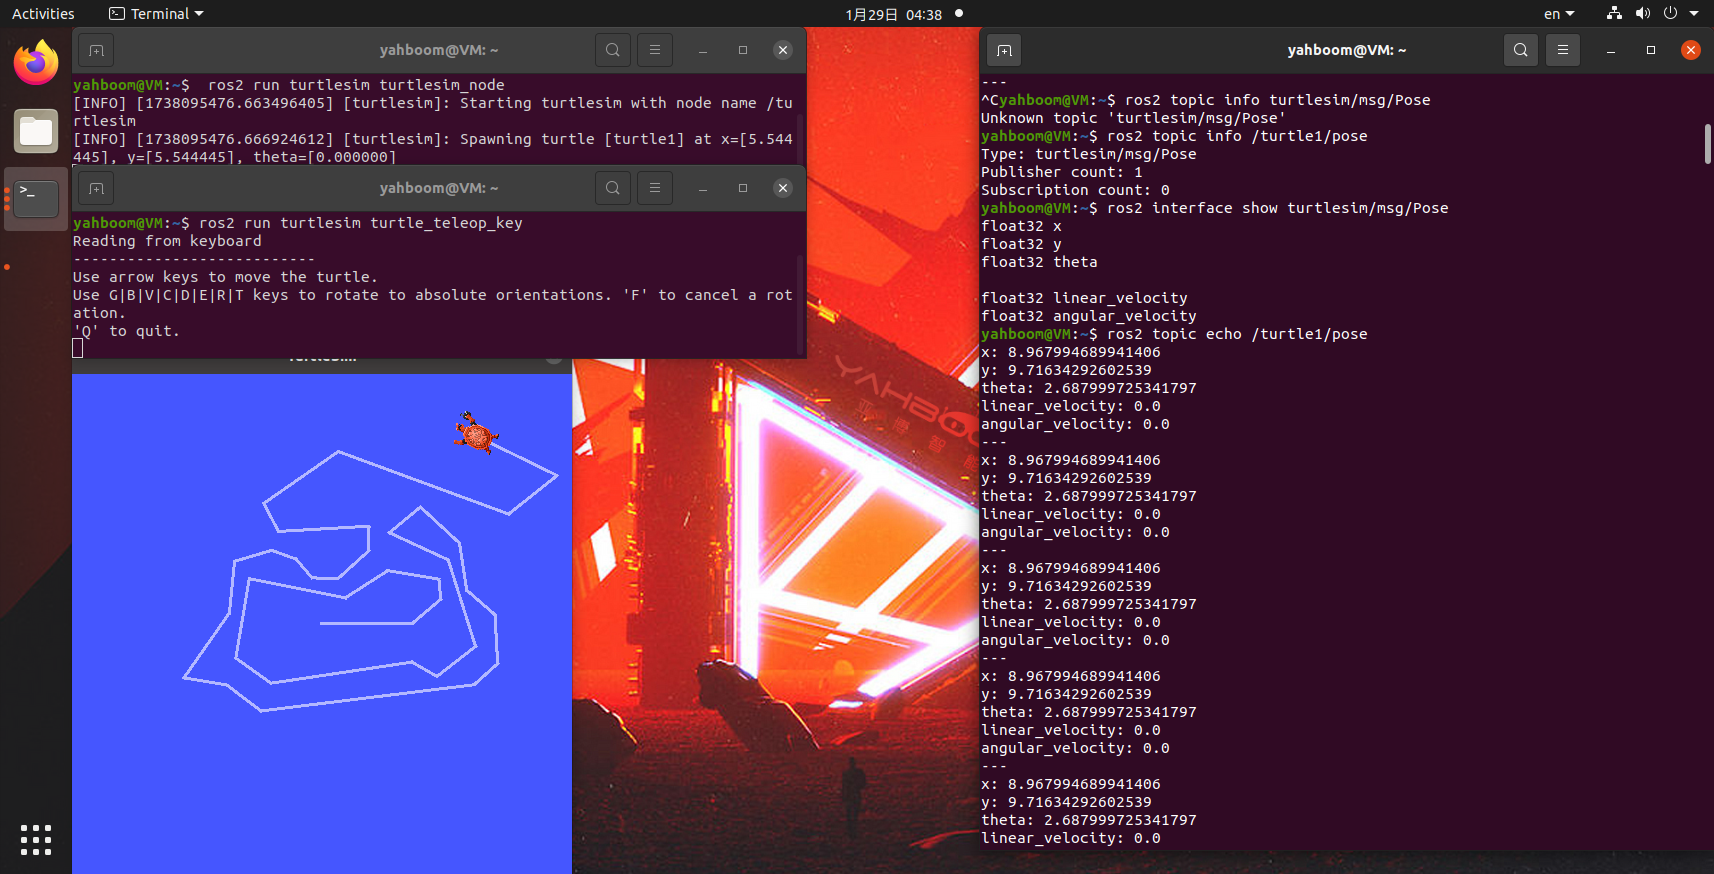 Activities
Terminal
1月29日 04:38
en
yahboom@VM: ~
yahboom@VM:~$  ros2 run turtlesim turtlesim_node
[INFO] [1738095476.663496405] [turtlesim]: Starting turtlesim with node name /tu
rtlesim
[INFO] [1738095476.666924612] [turtlesim]: Spawning turtle [turtle1] at x=[5.544
445], y=[5.544445], theta=[0.000000]
yahboom@VM: ~
yahboom@VM:~$ ros2 run turtlesim turtle_teleop_key
Reading from keyboard
---------------------------
Use arrow keys to move the turtle.
Use G|B|V|C|D|E|R|T keys to rotate to absolute orientations. 'F' to cancel a rot
ation.
'Q' to quit.
TurtleSim
YAHBOO
yahboom@VM: ~
---
^Cyahboom@VM:~$ ros2 topic info turtlesim/msg/Pose
Unknown topic 'turtlesim/msg/Pose'
yahboom@VM:~$ ros2 topic info /turtle1/pose
Type: turtlesim/msg/Pose
Publisher count: 1
Subscription count: 0
yahboom@VM:~$ ros2 interface show turtlesim/msg/Pose
float32 x
float32 y
float32 theta
float32 linear_velocity
float32 angular_velocity
yahboom@VM:~$ ros2 topic echo /turtle1/pose
x: 8.967994689941406
y: 9.71634292602539
theta: 2.687999725341797
linear_velocity: 0.0
angular_velocity: 0.0
---
x: 8.967994689941406
y: 9.71634292602539
theta: 2.687999725341797
linear_velocity: 0.0
angular_velocity: 0.0
---
x: 8.967994689941406
y: 9.71634292602539
theta: 2.687999725341797
linear_velocity: 0.0
angular_velocity: 0.0
---
x: 8.967994689941406
y: 9.71634292602539
theta: 2.687999725341797
linear_velocity: 0.0
angular_velocity: 0.0
---
x: 8.967994689941406
y: 9.71634292602539
theta: 2.687999725341797
linear_velocity: 0.0